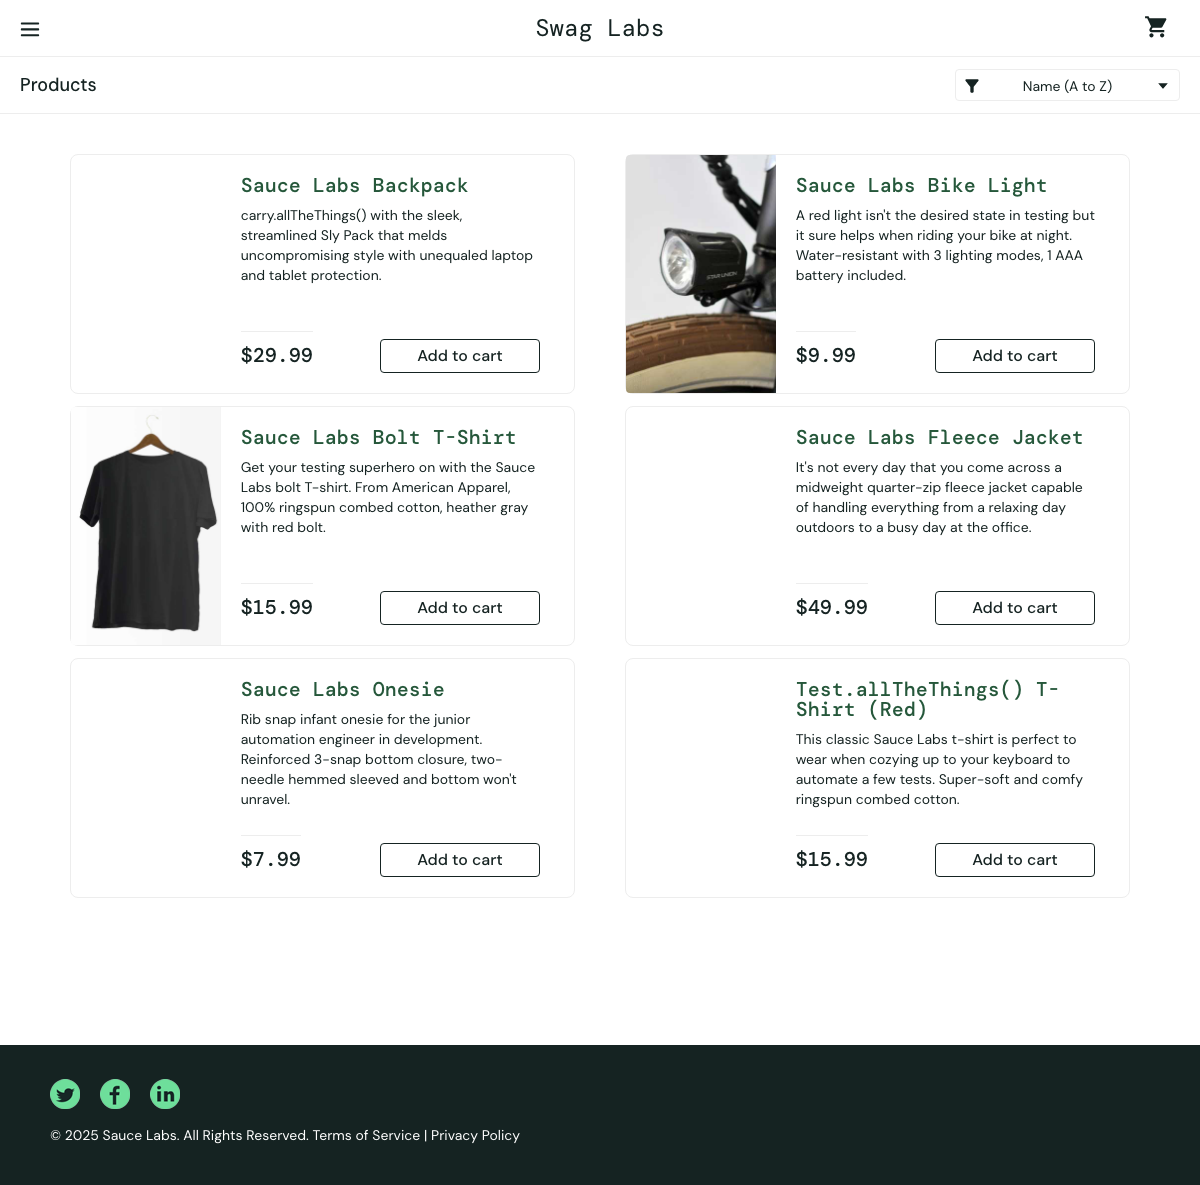 Swag Labs
Products
Name (A to Z)
Sauce Labs Backpack
carry.allTheThings() with the sleek,
streamlined Sly Pack that melds
uncompromising style with unequaled laptop
and tablet protection.
$29.99
Add to cart
Sauce Labs Bike Light
A red light isn't the desired state in testing but
it sure helps when riding your bike at night.
Water-resistant with 3 lighting modes, 1 AAA
battery included.
$9.99
Add to cart
Sauce Labs Bolt T-Shirt
Get your testing superhero on with the Sauce
Labs bolt T-shirt. From American Apparel,
100% ringspun combed cotton, heather gray
with red bolt.
$15.99
Add to cart
Sauce Labs Fleece Jacket
It's not every day that you come across a
midweight quarter-zip fleece jacket capable
of handling everything from a relaxing day
outdoors to a busy day at the office.
$49.99
Add to cart
Sauce Labs Onesie
Rib snap infant onesie for the junior
automation engineer in development.
Reinforced 3-snap bottom closure, two-
needle hemmed sleeved and bottom won't
unravel.
$7.99
Add to cart
Test.allTheThings() T-
Shirt (Red)
This classic Sauce Labs t-shirt is perfect to
wear when cozying up to your keyboard to
automate a few tests. Super-soft and comfy
ringspun combed cotton.
$15.99
Add to cart
© 2025 Sauce Labs. All Rights Reserved. Terms of Service | Privacy Policy